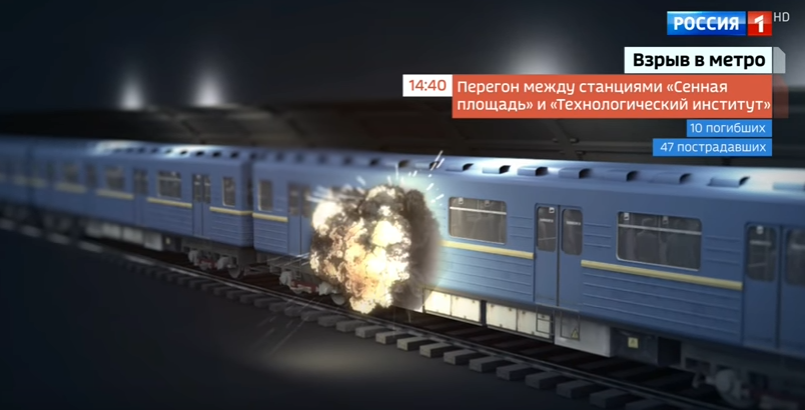 РОССИЯ 1 HD
Взрыв в метро
14:40 Перегон между станциями «Сенная
площадь» и «Технологический институт»
10 погибших
47 пострадавших